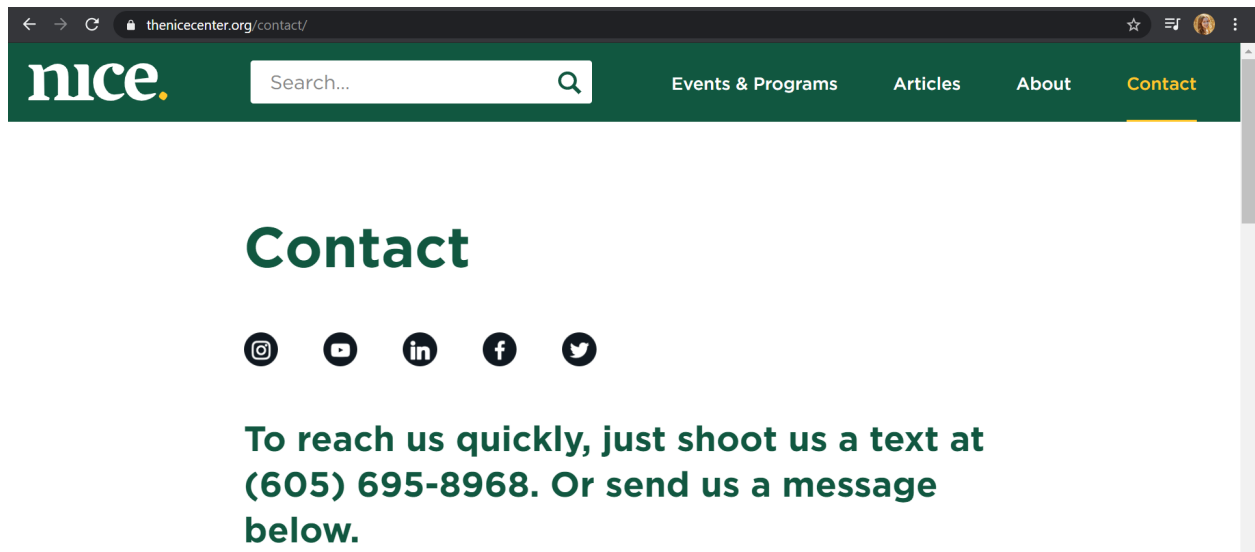 thenicecenter.org/contact/
nice.
Search...
Events & Programs
Articles
About
Contact
Contact
in
f
To reach us quickly, just shoot us a text at
(605) 695-8968. Or send us a message
below.